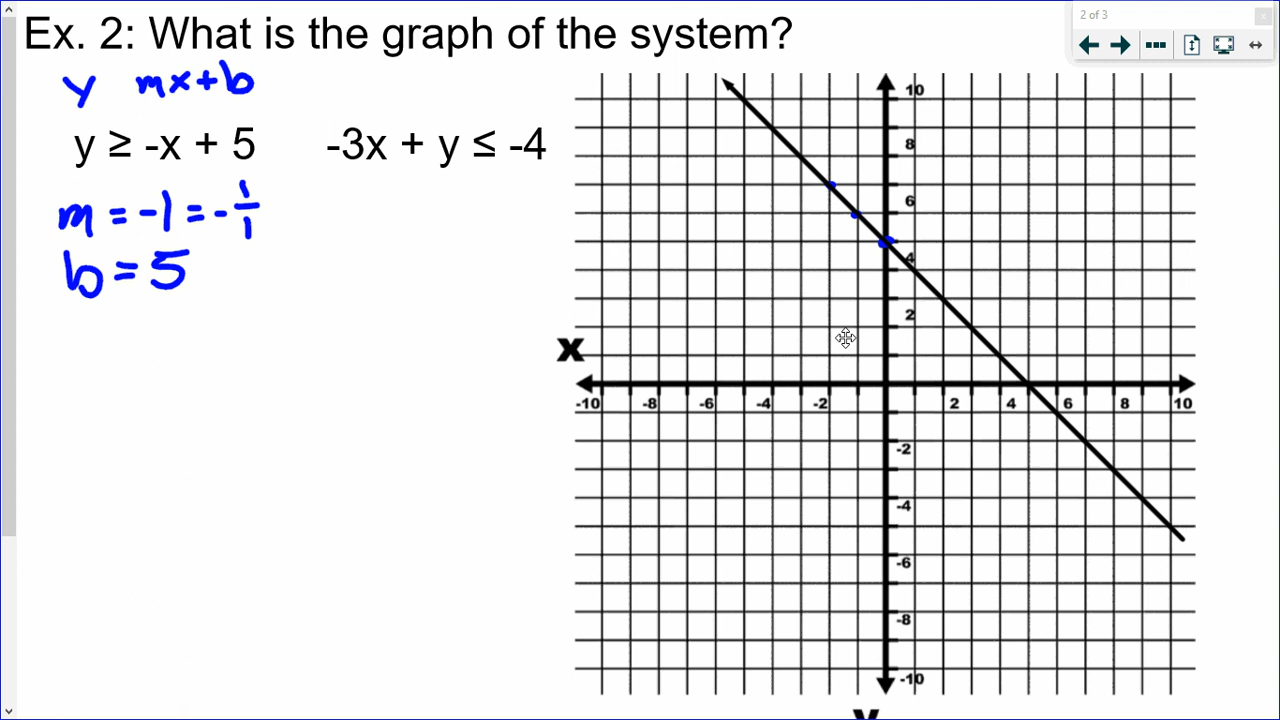 Ex. 2: What is the graph of the system?
2 of 3
y mx+b
y ≥ -x + 5 -3x + y ≤ -4
m = -1 = -1/1
b = 5
10
8
6
4
2
x
-10 -8 -6 -4 -2 2 4 6 8 10
-2
-4
-6
-8
-10
y